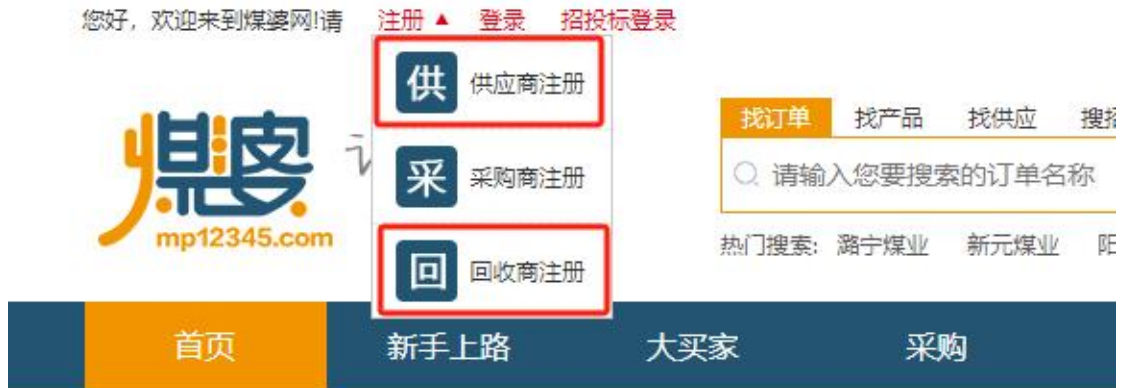 您好，欢迎来到煤婆网!请 注册 ▲ 登录 招投标登录
供 供应商注册
采 采购商注册
回 回收商注册
煤婆
mp12345.com
找订单 找产品 找供应 搜招
请输入您要搜索的订单名称
热门搜索: 潞宁煤业 新元煤业 阳
首页 新手上路 大买家 采购